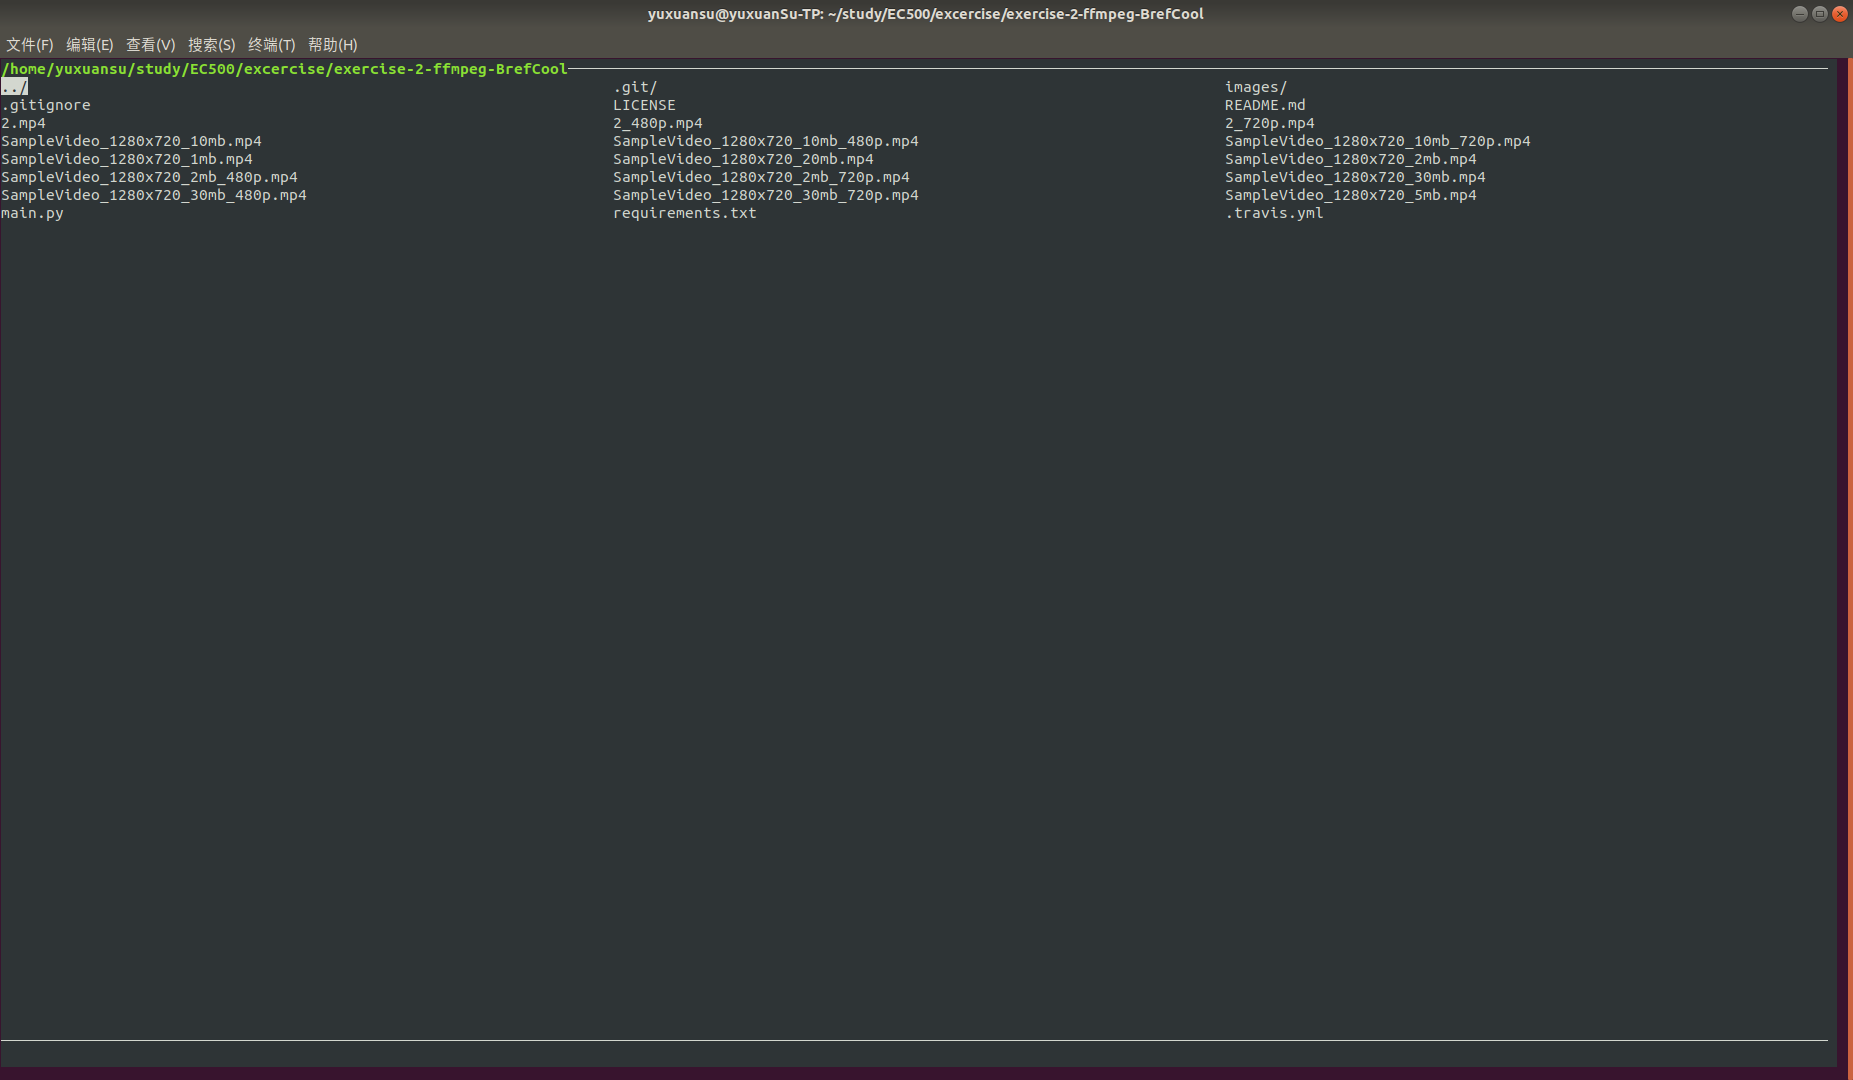 yuxuansu@yuxuanSu-TP: ~/study/EC500/excercise/exercise-2-ffmpeg-BrefCool
文件(F) 编辑(E) 查看(V) 搜索(S) 终端(T) 帮助(H)
/home/yuxuansu/study/EC500/excercise/exercise-2-ffmpeg-BrefCool
../ .git/ images/
.gitignore LICENSE README.md
2.mp4 2_480p.mp4 2_720p.mp4
SampleVideo_1280x720_10mb.mp4 SampleVideo_1280x720_10mb_480p.mp4 SampleVideo_1280x720_10mb_720p.mp4
SampleVideo_1280x720_1mb.mp4 SampleVideo_1280x720_20mb.mp4 SampleVideo_1280x720_2mb.mp4
SampleVideo_1280x720_2mb_480p.mp4 SampleVideo_1280x720_2mb_720p.mp4 SampleVideo_1280x720_30mb.mp4
SampleVideo_1280x720_30mb_480p.mp4 SampleVideo_1280x720_30mb_720p.mp4 SampleVideo_1280x720_5mb.mp4
main.py requirements.txt .travis.yml